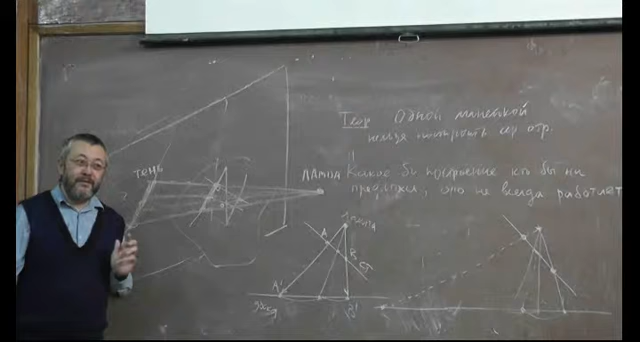 Теор Одной линейкой
нельзя построить сер. отр.
тень
лампа Какое бы построение кто бы ни
предложил, оно не всегда работает
лампа
A
B
A' B'